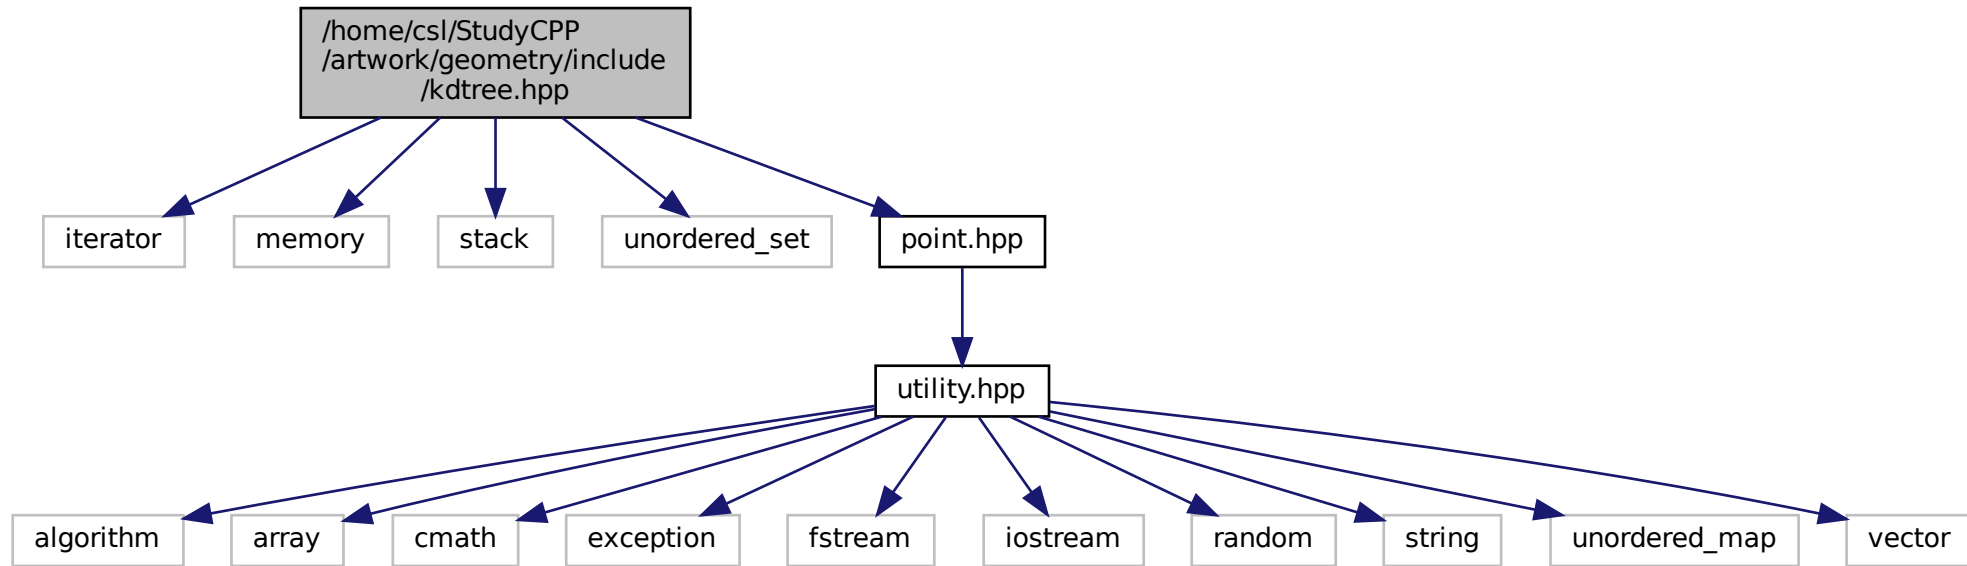 /home/csl/StudyCPP
/artwork/geometry/include
/kdtree.hpp
iterator
memory
stack
unordered_set
point.hpp
utility.hpp
algorithm
array
cmath
exception
fstream
iostream
random
string
unordered_map
vector